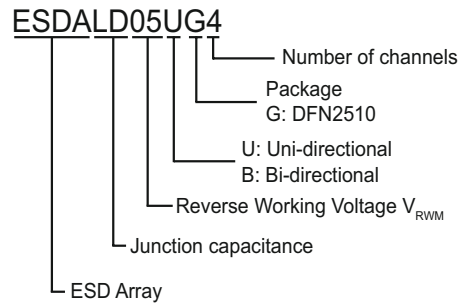 ESDALD05UG4
Number of channels
Package
G: DFN2510
U: Uni-directional
B: Bi-directional
Reverse Working Voltage VRWM
Junction capacitance
ESD Array